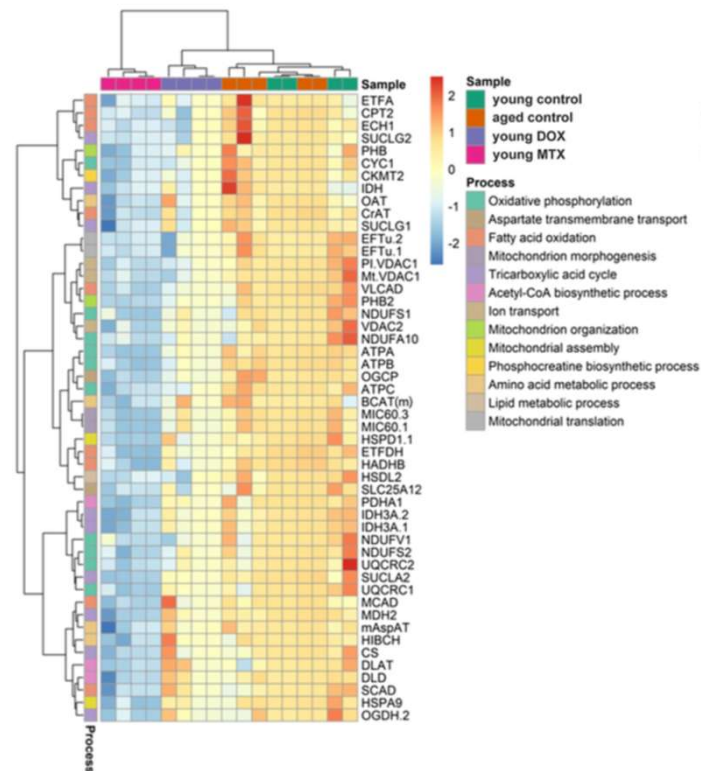 Sample
ETFA
CPT2
ECH1
SUCLG2
PHB
CYC1
CKMT2
IDH
OAT
CrAT
SUCLG1
EFTu.2
EFTu.1
Pl.VDAC1
Mt.VDAC1
VLCAD
PHB2
NDUFS1
VDAC2
NDUFA10
ATPA
ATPB
OGCP
ATPC
BCAT(m)
MIC60.3
MIC60.1
HSPD1.1
ETFDH
HADHB
HSDL2
SLC25A12
PDHA1
IDH3A.2
IDH3A.1
NDUFV1
NDUFS2
UQCRC2
SUCLA2
UQCRC1
MCAD
MDH2
mAspAT
HIBCH
CS
DLAT
DLD
SCAD
HSPA9
OGDH.2
Process
2
1
0
-1
-2
Sample
young control
aged control
young DOX
young MTX
Process
Oxidative phosphorylation
Aspartate transmembrane transport
Fatty acid oxidation
Mitochondrion morphogenesis
Tricarboxylic acid cycle
Acetyl-CoA biosynthetic process
Ion transport
Mitochondrion organization
Mitochondrial assembly
Phosphocreatine biosynthetic process
Amino acid metabolic process
Lipid metabolic process
Mitochondrial translation